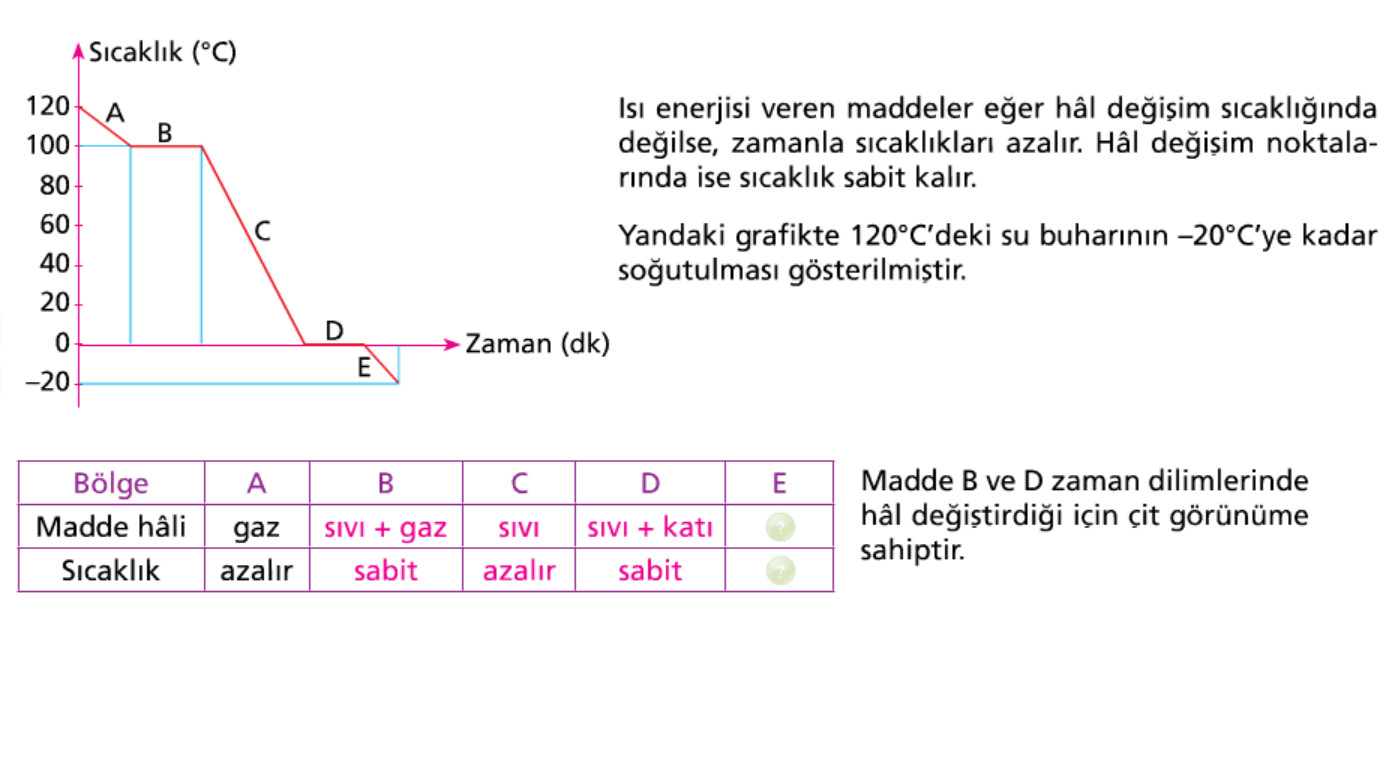 Sıcaklık (°C)
120
100
80
60
40
20
0
–20
A
B
C
D
E
Zaman (dk)
Isı enerjisi veren maddeler eğer hâl değişim sıcaklığında
değilse, zamanla sıcaklıkları azalır. Hâl değişim noktala-
rında ise sıcaklık sabit kalır.
Yandaki grafikte 120°C’deki su buharının –20°C’ye kadar
soğutulması gösterilmiştir.
Bölge A B C D E
Madde hâli gaz sıvı + gaz sıvı sıvı + katı ?
Sıcaklık azalır sabit azalır sabit ?
Madde B ve D zaman dilimlerinde
hâl değiştirdiği için çit görünüme
sahiptir.